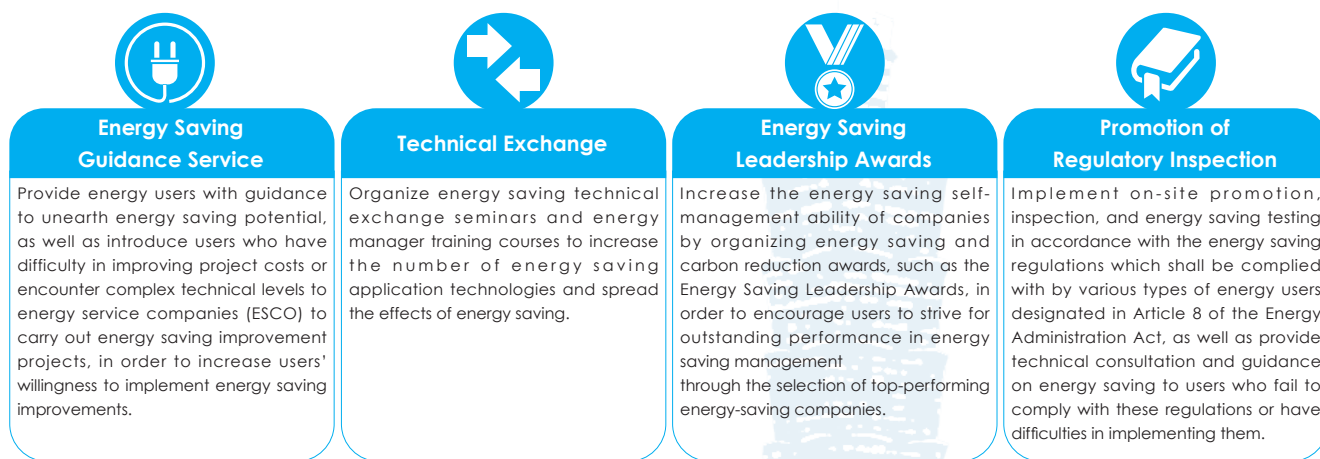 Energy Saving
Guidance Service
Provide energy users with guidance
to unearth energy saving potential,
as well as introduce users who have
difficulty in improving project costs or
encounter complex technical levels to
energy service companies (ESCO) to
carry out energy saving improvement
projects, in order to increase users'
willingness to implement energy saving
improvements.
Technical Exchange
Organize energy saving technical
exchange seminars and energy
manager training courses to increase
the number of energy saving
application technologies and spread
the effects of energy saving.
Energy Saving
Leadership Awards
Increase the energy saving self-
management ability of companies
by organizing energy saving and
carbon reduction awards, such as the
Energy Saving Leadership Awards, in
order to encourage users to strive for
outstanding performance in energy
saving management
through the selection of top-performing
energy-saving companies.
Promotion of
Regulatory Inspection
Implement on-site promotion,
inspection, and energy saving testing
in accordance with the energy saving
regulations which shall be complied
with by various types of energy users
designated in Article 8 of the Energy
Administration Act, as well as provide
technical consultation and guidance
on energy saving to users who fail to
comply with these regulations or have
difficulties in implementing them.